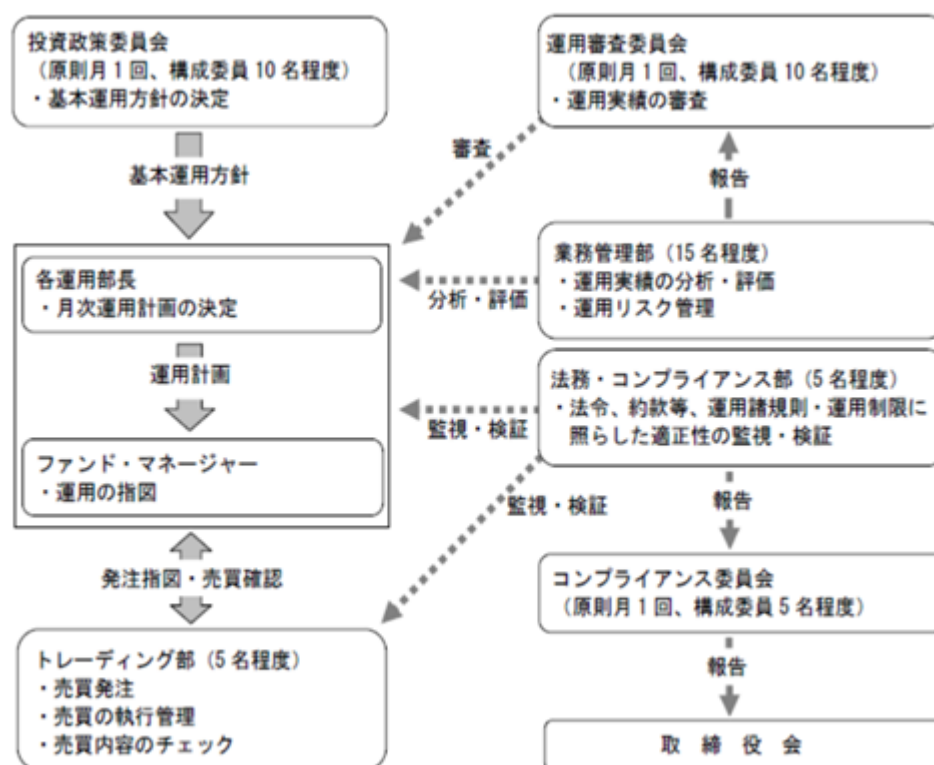 投資政策委員会
（原則月1回、構成委員10名程度）
・基本運用方針の決定
基本運用方針
各運用部長
・月次運用計画の決定
運用計画
ファンド・マネージャー
・運用の指図
発注指図・売買確認
トレーディング部（5名程度）
・売買発注
・売買の執行管理
・売買内容のチェック
運用審査委員会
（原則月1回、構成委員10名程度）
・運用実績の審査
審査
報告
業務管理部（15名程度）
・運用実績の分析・評価
・運用リスク管理
分析・評価
法務・コンプライアンス部（5名程度）
・法令、約款等、運用諸規則・運用制限に
照らした適正性の監視・検証
監視・検証
監視・検証
報告
コンプライアンス委員会
（原則月1回、構成委員5名程度）
報告
取締役会